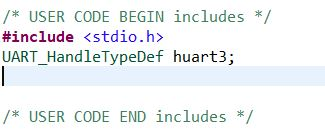 /* USER CODE BEGIN includes */
#include <stdio.h>
UART_HandleTypeDef huart3;
/* USER CODE END includes */